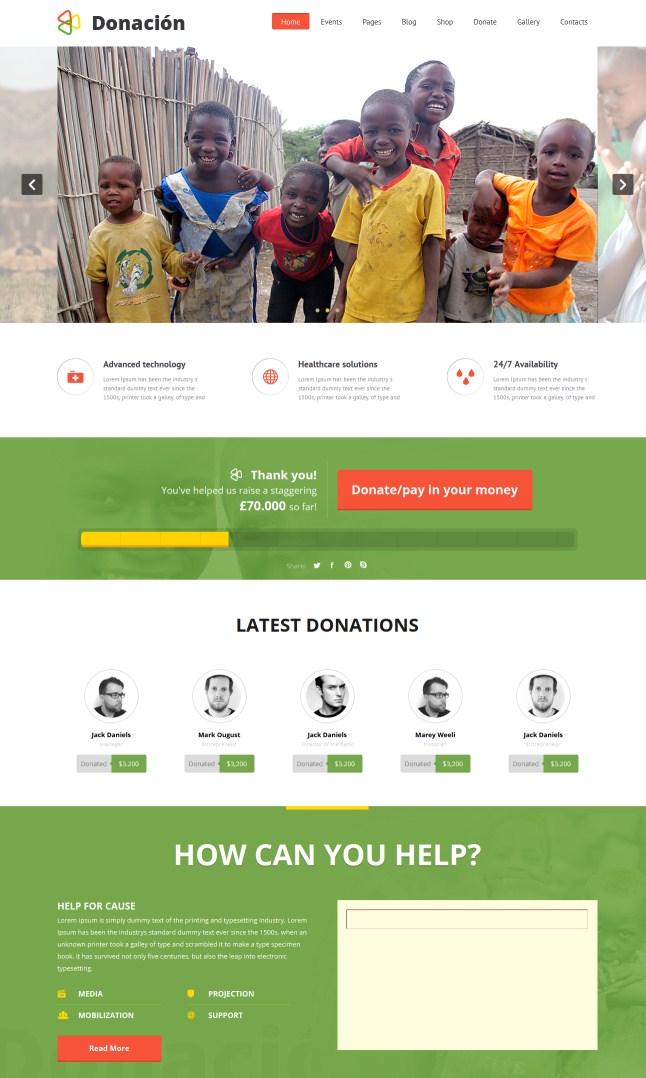 Donación
Home Events Pages Blog Shop Donate Gallery Contacts
Advanced technology
Lorem Ipsum has been the industry s
standard dummy text ever since the
1500s, printer took a galley, of type and
Healthcare solutions
Lorem Ipsum has been the industry s
standard dummy text ever since the
1500s, printer took a galley, of type and
24/7 Availability
Lorem Ipsum has been the industry s
standard dummy text ever since the
1500s, printer took a galley, of type and
Thank you!
You've helped us raise a staggering
£70.000 so far!
Donate/pay in your money
Share:
LATEST DONATIONS
Jack Daniels
Manager
Donated $3,200
Mark Ougust
Entrepreneur
Donated $3,200
Jack Daniels
Director of the Bank
Donated $3,200
Marey Weeli
Historian
Donated $3,200
Jack Daniels
Entrepreneur
Donated $3,200
HOW CAN YOU HELP?
HELP FOR CAUSE
Lorem Ipsum is simply dummy text of the printing and typesetting industry. Lorem
Ipsum has been the industrys standard dummy text ever since the 1500s, when an
unknown printer took a galley of type and scrambled it to make a type specimen
book. It has survived not only five centuries, but also the leap into electronic
typesetting.
MEDIA PROJECTION
MOBILIZATION SUPPORT
Read More
Donación